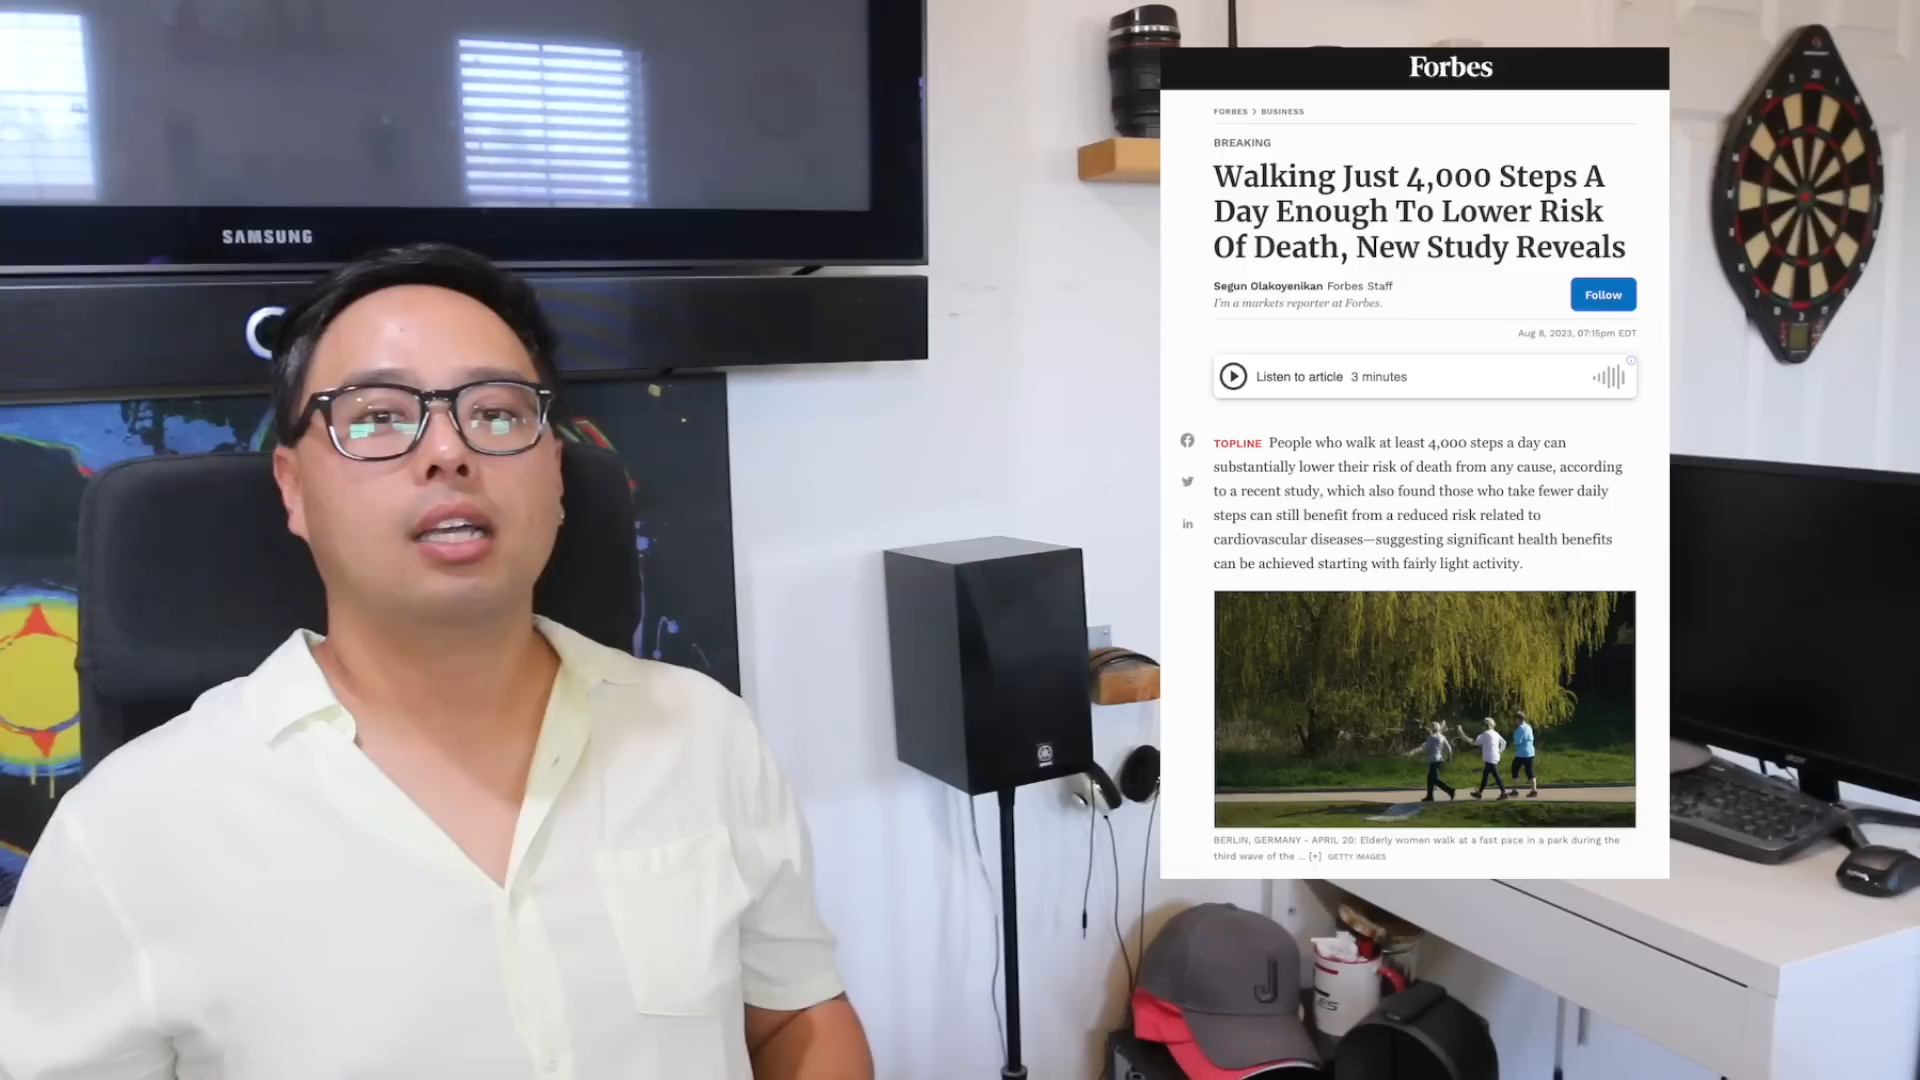 SAMSUNG
Forbes
FORBES > BUSINESS
BREAKING
Walking Just 4,000 Steps A
Day Enough To Lower Risk
Of Death, New Study Reveals
Segun Olakoyenikan Forbes Staff
I'm a markets reporter at Forbes.
Follow
Aug 8, 2023, 07:15pm EDT
Listen to article 3 minutes
TOPLINE People who walk at least 4,000 steps a day can
substantially lower their risk of death from any cause, according
to a recent study, which also found those who take fewer daily
steps can still benefit from a reduced risk related to
cardiovascular diseases—suggesting significant health benefits
can be achieved starting with fairly light activity.
BERLIN, GERMANY - APRIL 20: Elderly women walk at a fast pace in a park during the
third wave of the ... [+] GETTY IMAGES
J